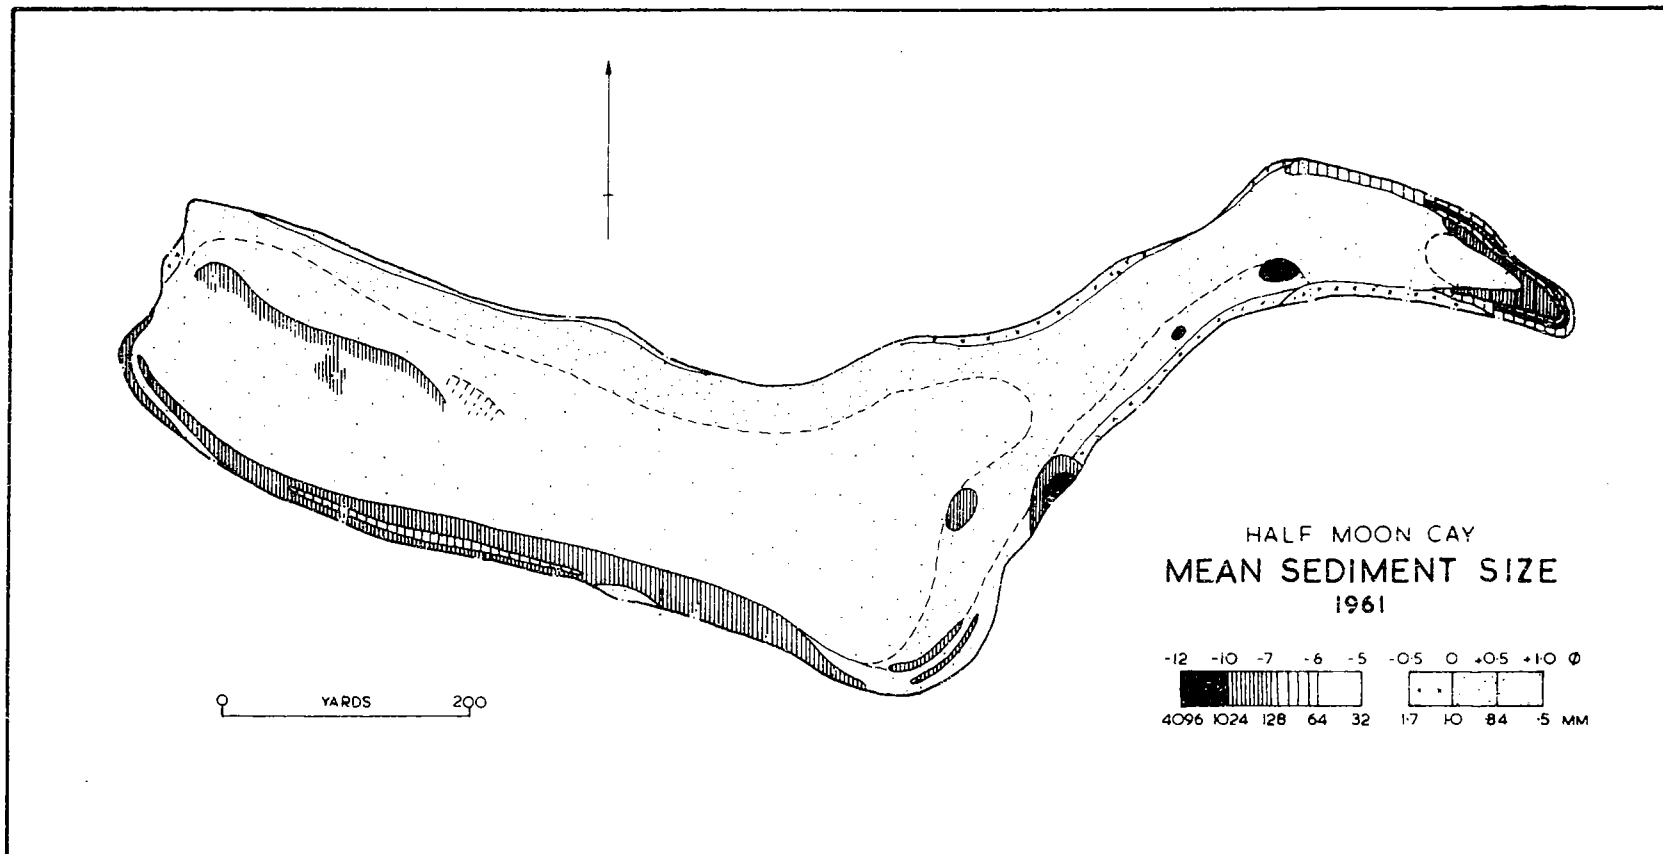 HALF MOON CAY
MEAN SEDIMENT SIZE
1961
-12 -10 -7 -6 -5 -0·5 0 +0·5 +1·0 Ø
4096 1024 128 64 32 1·7 1·0 ·84 ·5 MM
0 YARDS 200